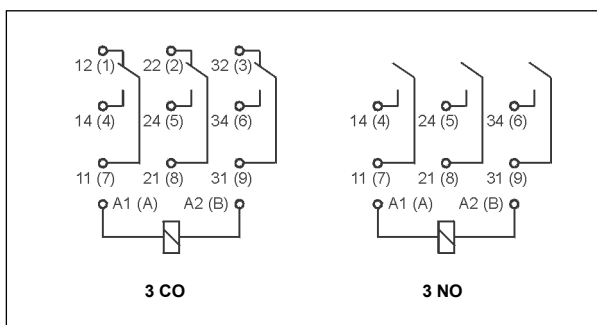 12 (1) 22 (2) 32 (3)
14 (4) 24 (5) 34 (6) 14 (4) 24 (5) 34 (6)
11 (7) 21 (8) 31 (9) 11 (7) 21 (8) 31 (9)
A1 (A) A2 (B) A1 (A) A2 (B)
3 CO 3 NO